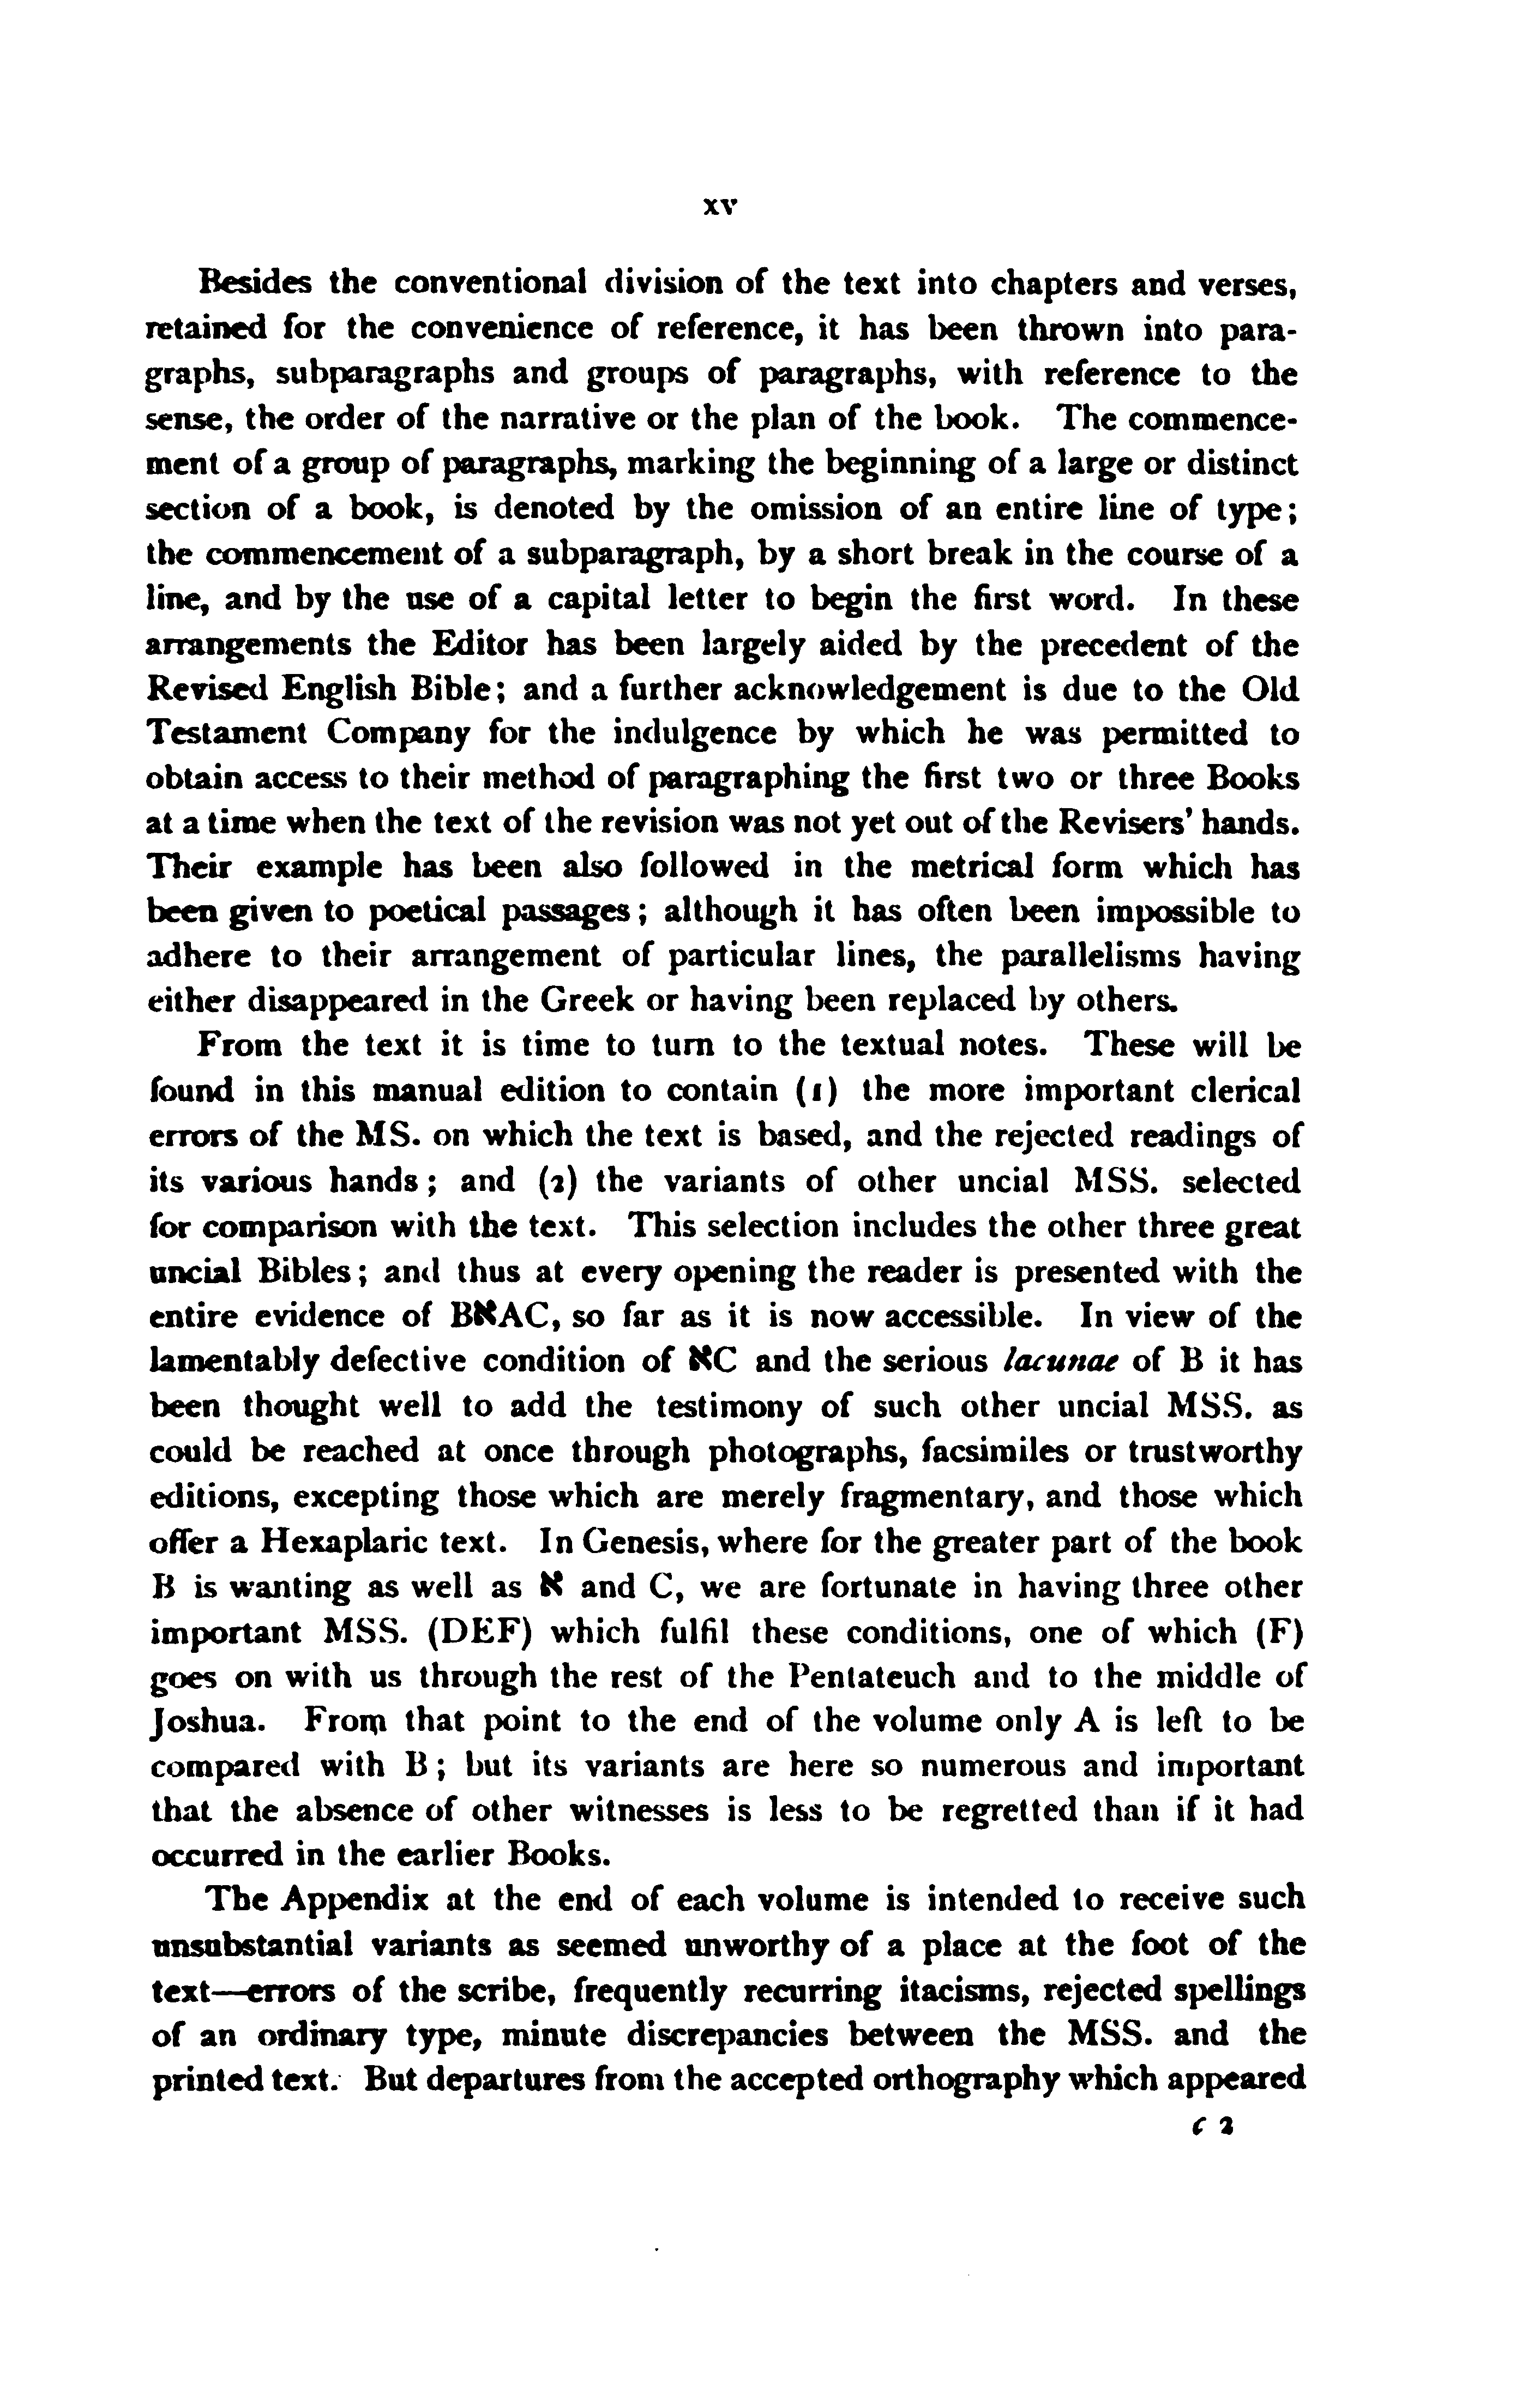 xv
Besides the conventional division of the text into chapters and verses,
retained for the convenience of reference, it has been thrown into para-
graphs, subparagraphs and groups of paragraphs, with reference to the
sense, the order of the narrative or the plan of the book. The commence-
ment of a group of paragraphs, marking the beginning of a large or distinct
section of a book, is denoted by the omission of an entire line of type;
the commencement of a subparagraph, by a short break in the course of a
line, and by the use of a capital letter to begin the first word. In these
arrangements the Editor has been largely aided by the precedent of the
Revised English Bible; and a further acknowledgement is due to the Old
Testament Company for the indulgence by which he was permitted to
obtain access to their method of paragraphing the first two or three Books
at a time when the text of the revision was not yet out of the Revisers' hands.
Their example has been also followed in the metrical form which has
been given to poetical passages; although it has often been impossible to
adhere to their arrangement of particular lines, the parallelisms having
either disappeared in the Greek or having been replaced by others.
From the text it is time to turn to the textual notes. These will be
found in this manual edition to contain (1) the more important clerical
errors of the MS. on which the text is based, and the rejected readings of
its various hands; and (2) the variants of other uncial MSS. selected
for comparison with the text. This selection includes the other three great
uncial Bibles; and thus at every opening the reader is presented with the
entire evidence of BאAC, so far as it is now accessible. In view of the
lamentably defective condition of אC and the serious lacunae of B it has
been thought well to add the testimony of such other uncial MSS. as
could be reached at once through photographs, facsimiles or trustworthy
editions, excepting those which are merely fragmentary, and those which
offer a Hexaplaric text. In Genesis, where for the greater part of the book
B is wanting as well as א and C, we are fortunate in having three other
important MSS. (DEF) which fulfil these conditions, one of which (F)
goes on with us through the rest of the Pentateuch and to the middle of
Joshua. From that point to the end of the volume only A is left to be
compared with B; but its variants are here so numerous and important
that the absence of other witnesses is less to be regretted than if it had
occurred in the earlier Books.
The Appendix at the end of each volume is intended to receive such
unsubstantial variants as seemed unworthy of a place at the foot of the
text—errors of the scribe, frequently recurring itacisms, rejected spellings
of an ordinary type, minute discrepancies between the MSS. and the
printed text. But departures from the accepted orthography which appeared
c 2